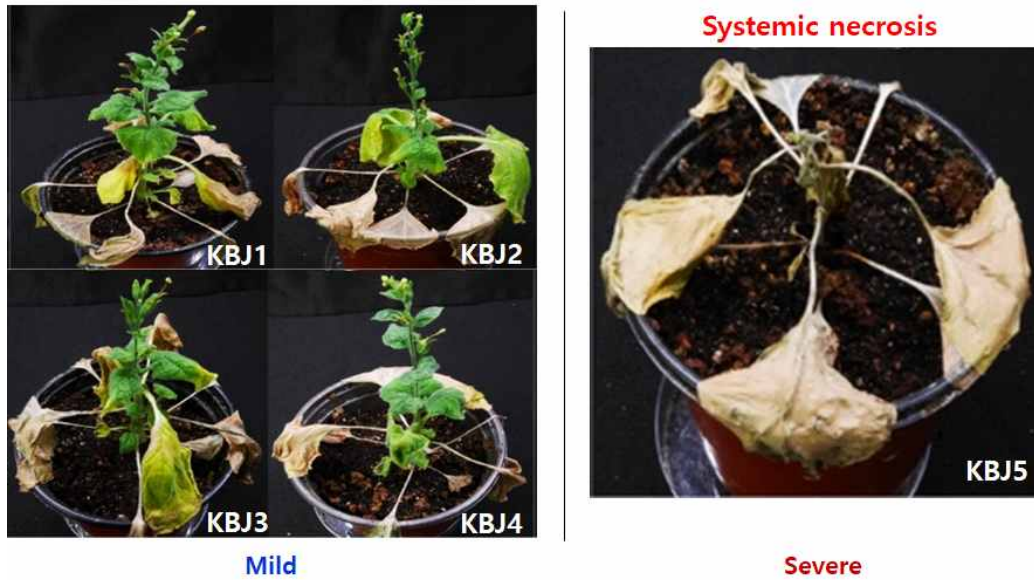 Systemic necrosis
KBJ1
KBJ2
KBJ3
KBJ4
KBJ5
Mild
Severe